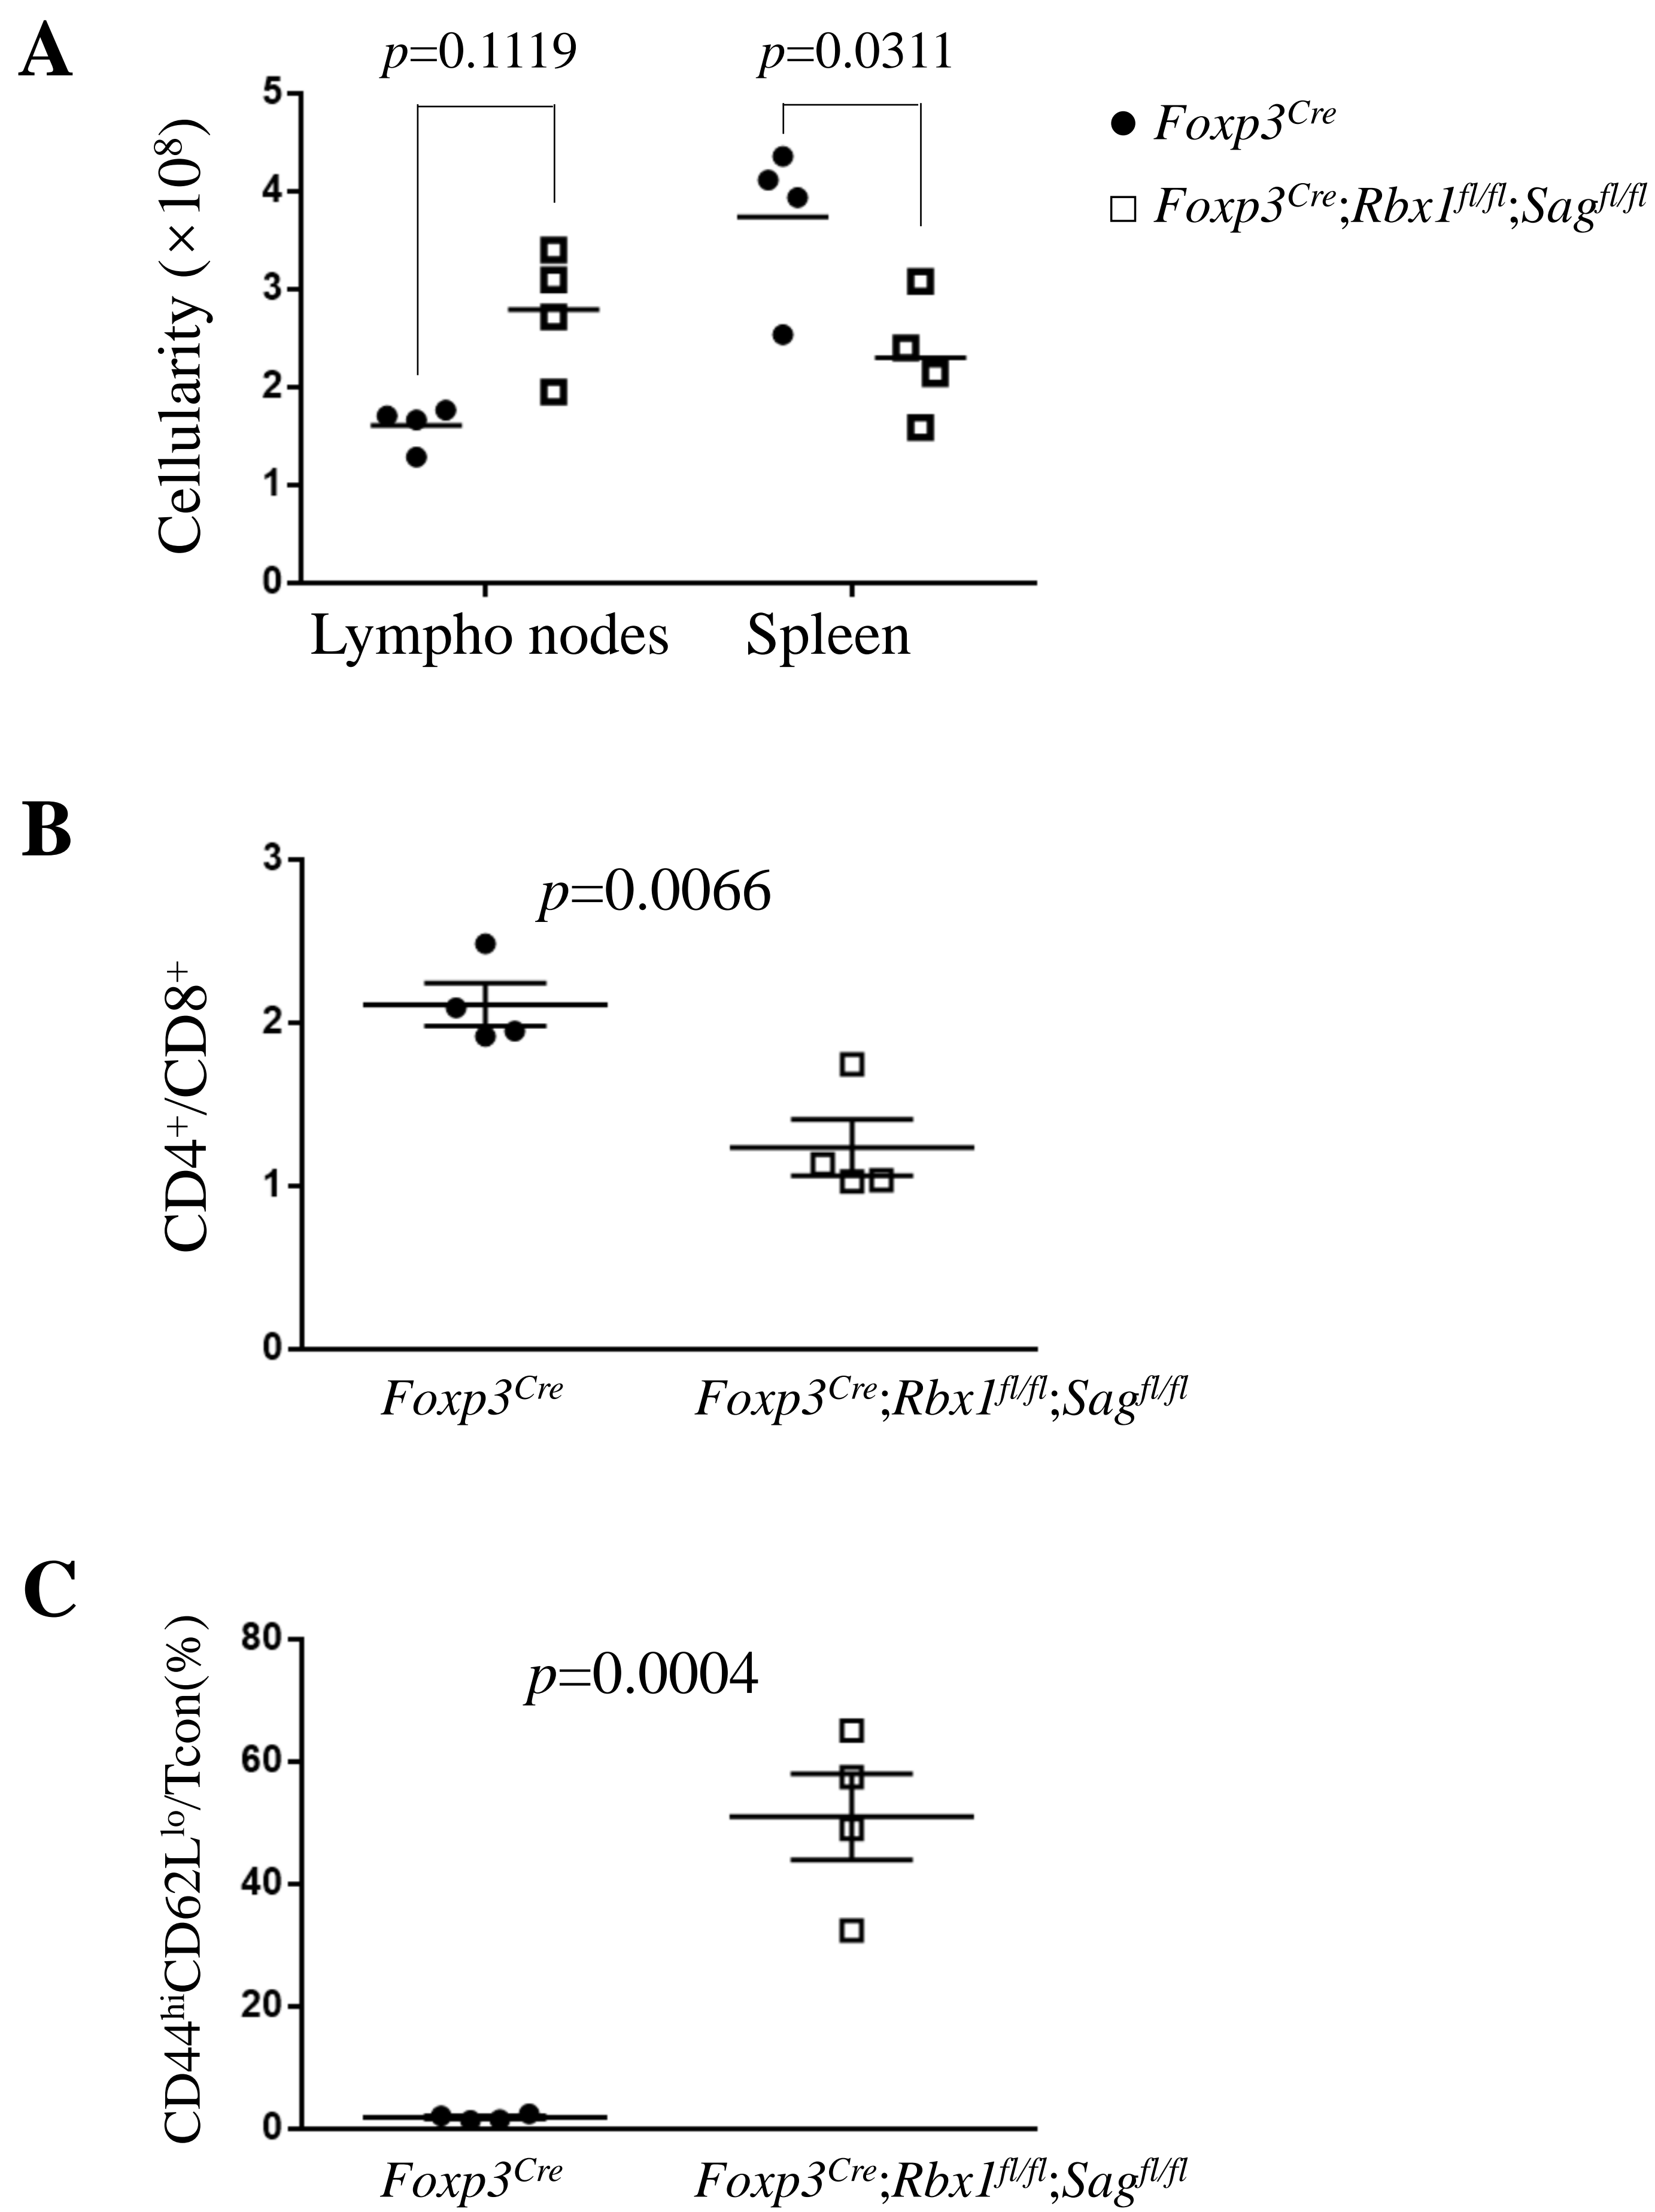 A
p=0.1119
p=0.0311
Cellularity (×10⁸)
5
4
3
2
1
0
Lympho nodes
Spleen
Foxp3ᶜʳᵉ
Foxp3ᶜʳᵉ;Rbx1ᶠˡ/ᶠˡ;Sagᶠˡ/ᶠˡ
B
p=0.0066
CD4⁺/CD8⁺
3
2
1
0
Foxp3ᶜʳᵉ
Foxp3ᶜʳᵉ;Rbx1ᶠˡ/ᶠˡ;Sagᶠˡ/ᶠˡ
C
p=0.0004
CD44ʰⁱCD62Lˡᵒ/Tcon(%)
80
60
40
20
0
Foxp3ᶜʳᵉ
Foxp3ᶜʳᵉ;Rbx1ᶠˡ/ᶠˡ;Sagᶠˡ/ᶠˡ